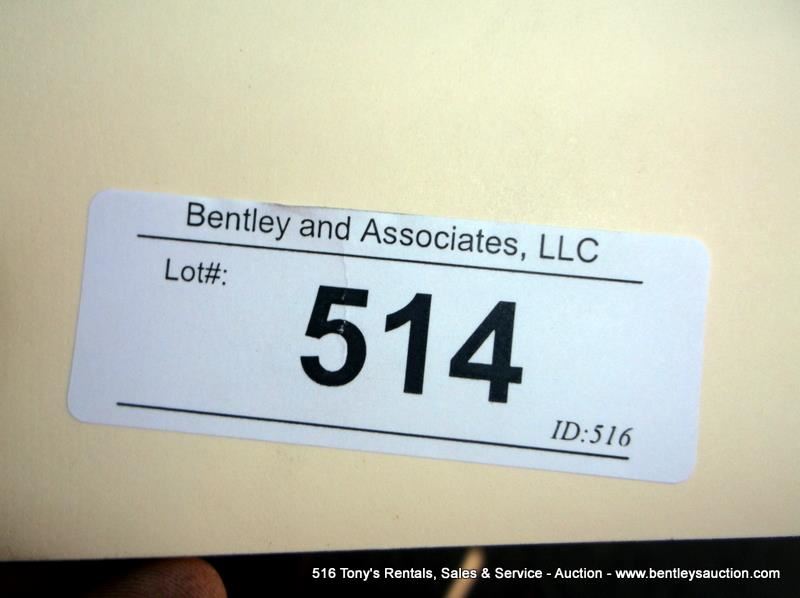 Bentley and Associates, LLC
Lot#:
514
ID:516
516 Tony's Rentals, Sales & Service - Auction - www.bentleysauction.com